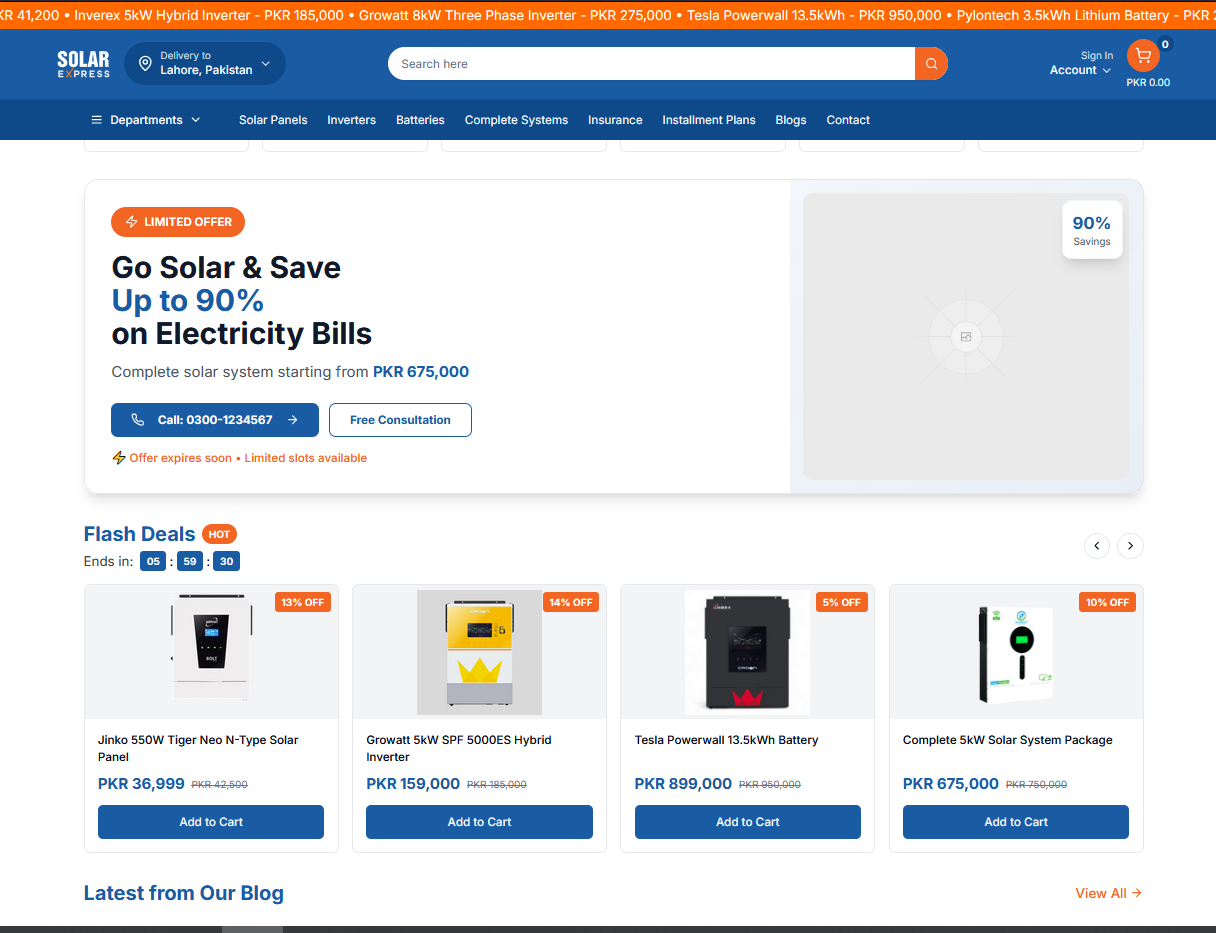 KR 41,200 • Inverex 5kW Hybrid Inverter - PKR 185,000 • Growatt 8kW Three Phase Inverter - PKR 275,000 • Tesla Powerwall 13.5kWh - PKR 950,000 • Pylontech 3.5kWh Lithium Battery - PKR
SOLAR
EXPRESS
Delivery to
Lahore, Pakistan
Search here
Sign In
Account
0
PKR 0.00
Departments
Solar Panels
Inverters
Batteries
Complete Systems
Insurance
Installment Plans
Blogs
Contact
LIMITED OFFER
Go Solar & Save
Up to 90%
on Electricity Bills
Complete solar system starting from PKR 675,000
Call: 0300-1234567
Free Consultation
⚡ Offer expires soon • Limited slots available
90%
Savings
Flash Deals HOT
Ends in: 05 : 59 : 30
13% OFF
BOLT
Jinko 550W Tiger Neo N-Type Solar
Panel
PKR 36,999 PKR 42,500
Add to Cart
14% OFF
Growatt 5kW SPF 5000ES Hybrid
Inverter
PKR 159,000 PKR 185,000
Add to Cart
5% OFF
Tesla Powerwall 13.5kWh Battery
PKR 899,000 PKR 950,000
Add to Cart
10% OFF
Complete 5kW Solar System Package
PKR 675,000 PKR 750,000
Add to Cart
Latest from Our Blog
View All